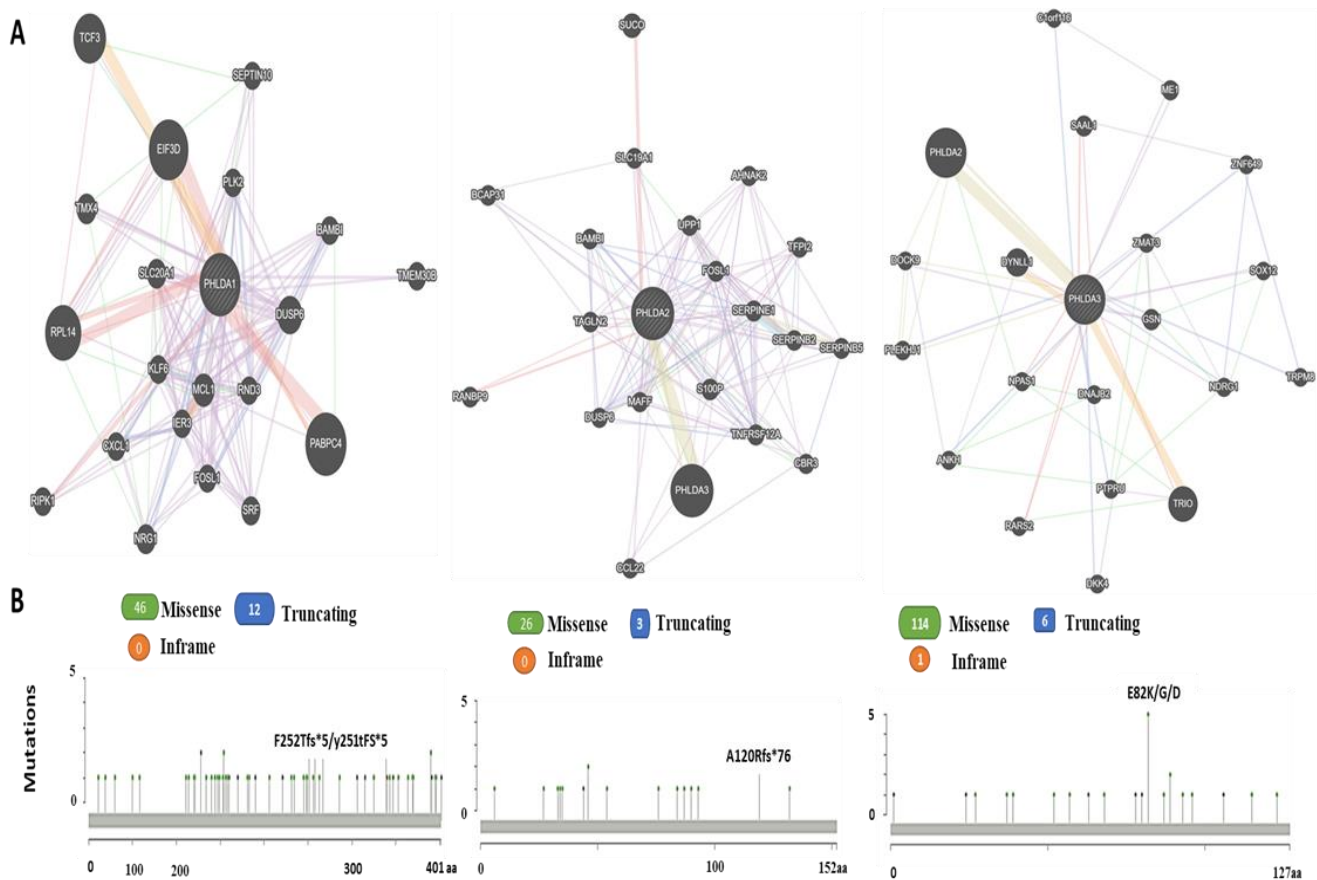 A
TCF3
SEPTIN10
EIF3D
PLK2
TMX4
BAMBI
SLC20A1
TMEM30B
PHLDA1
DUSP6
RPL14
KLF6
MCL1
RND3
IER3
CXCL1
PABPC4
FOSL1
RIPK1
SRF
NRG1
SUCO
SLC19A1
AHNAK2
BCAP31
UPP1
BAMBI
TFPI2
FOSL1
PHLDA2
SERPINE1
TAGLN2
SERPINB2
SERPINB5
S100P
RANBP9
MAFF
DUSP6
TNFRSF12A
CBR3
PHLDA3
CCL22
C1orf116
ME1
SAAL1
PHLDA2
ZNF649
ZMAT3
DOCK9
DYNLL1
SOX12
PHLDA3
GSN
PLEKHJ1
TRPM8
NPAS1
DNAJB2
NDRG1
ANKH
PTPRU
TRIO
RARS2
DKK4
B
46 Missense 12 Truncating
0 Inframe
26 Missense 3 Truncating
0 Inframe
114 Missense 6 Truncating
1 Inframe
Mutations
5
0
F252Tfs*5/y251tFS*5
0 100 200 300 401 aa
5
0
A120Rfs*76
0 100 152aa
5
0
E82K/G/D
0 127aa